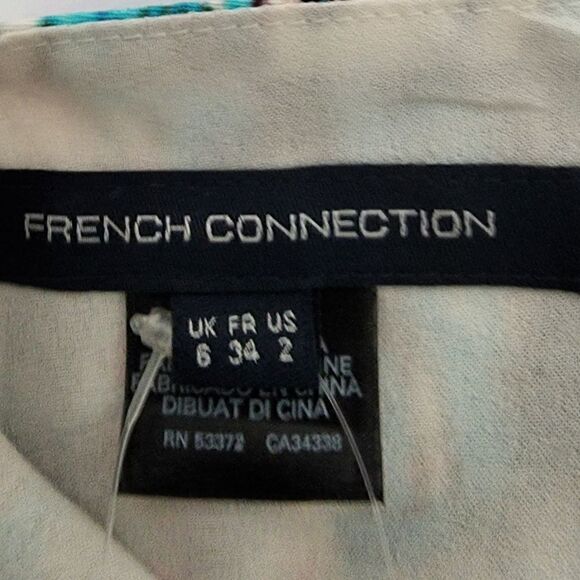 FRENCH CONNECTION
UK FR US
6 34 2
DIBUAT DI CINA
RN 53372 CA34338